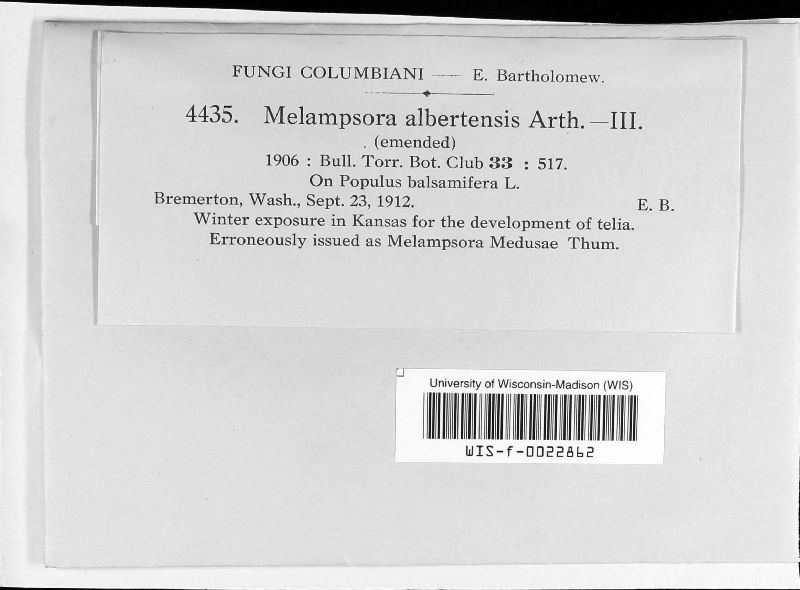 FUNGI COLUMBIANI — E. Bartholomew.
4435. Melampsora albertensis Arth.—III.
(emended)
1906 : Bull. Torr. Bot. Club 33 : 517.
On Populus balsamifera L.
Bremerton, Wash., Sept. 23, 1912. E. B.
Winter exposure in Kansas for the development of telia.
Erroneously issued as Melampsora Medusae Thum.
University of Wisconsin-Madison (WIS)
WIS-f-0022862